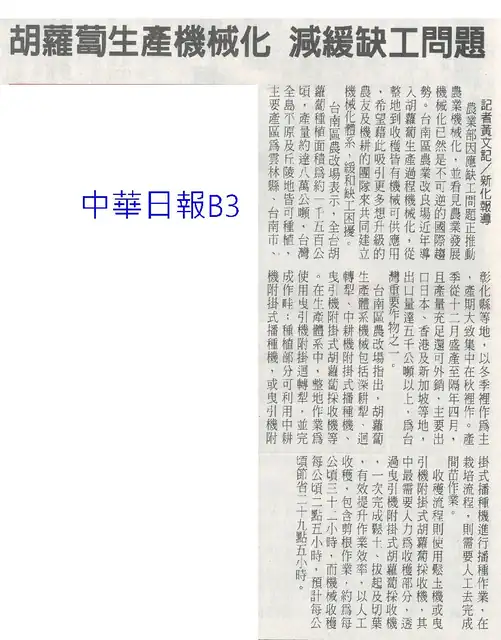 胡蘿蔔生產機械化 減緩缺工問題
中華日報B3
記者黃文記／新化報導
農業部因應缺工問題正推動
農業機械化，並看見農業發展
機械化已然是不可逆的國際趨
勢。台南區農業改良場近年導
入胡蘿蔔生產過程機械化，從
整地到收穫皆有機械可供應用
，希望藉此吸引更多想升級的
農友及機耕的團隊來共同建立
機械化體系，緩和缺工困擾。
台南區農改場表示，全台胡
蘿蔔種植面積為約二千五百公
頃，產量約達八萬公噸，台灣
全島平原及丘陵地皆可種植，
主要產區為雲林縣、台南市、
彰化縣等地，以冬季裡作為主
，產期大致集中在秋裡作。產
季從十二月盛產至隔年四月，
且產量充足還可外銷，主要出
口日本、香港及新加坡等地，
出口量達五千公噸以上，為台
灣重要作物之一。
台南區農改場指出，胡蘿蔔
生產體系機械包括深耕犁、迴
轉犁、中耕機附掛式播種機、
曳引機附掛式胡蘿蔔採收機等
。在生產體系中，整地作業為
使用曳引機附掛迴轉犁，並完
成作畦；種植部分可利用中耕
機附掛式播種機，或曳引機附
掛式播種機進行播種作業，在
栽培流程，則需要人工去完成
間苗作業。
收穫流程則使用鬆土機或曳
引機附掛式胡蘿蔔採收機，其
中最需要人力為收穫部分，透
過曳引機附掛式胡蘿蔔採收機
，一次完成鬆土、拔起及切葉
，有效提升作業效率，以人工
收穫，包含剪根作業，約為每
公頃三十二小時，而機械收穫
每公頃二點五小時，預計每公
頃節省二十九點五小時。